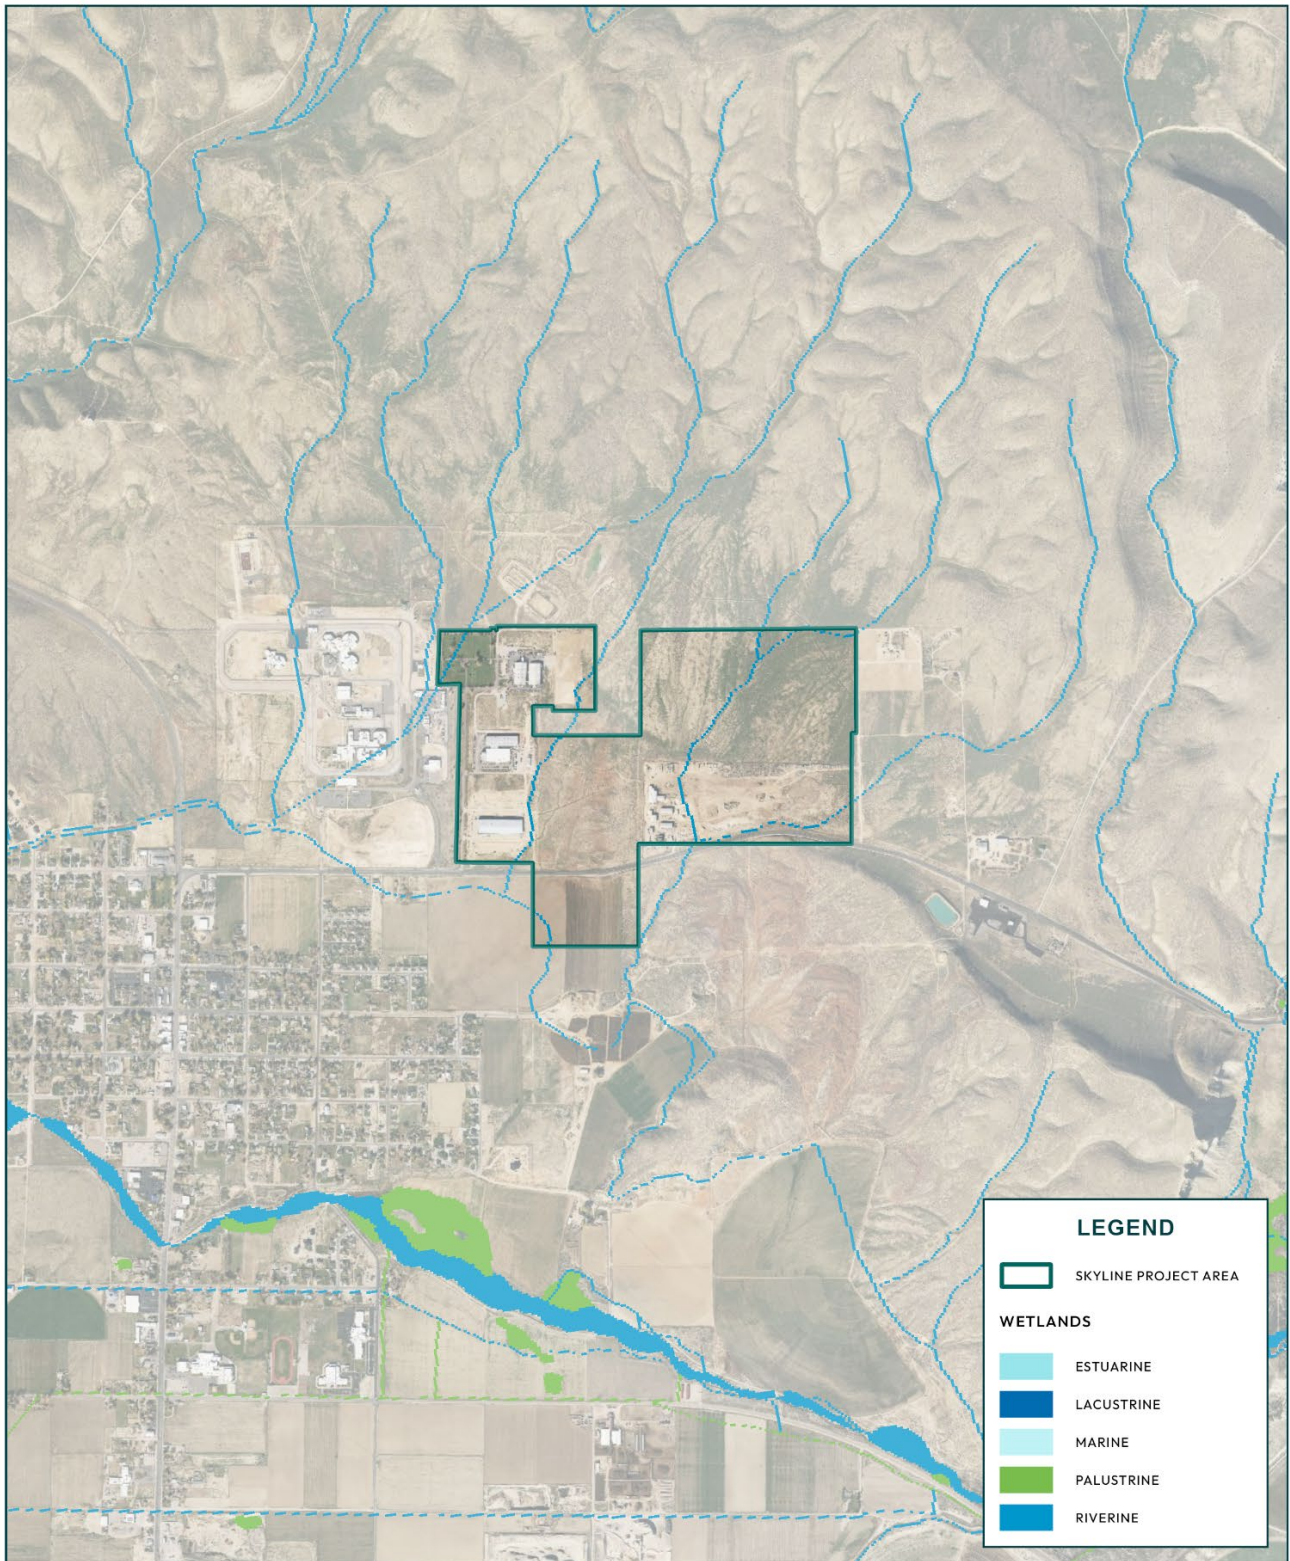 LEGEND
SKYLINE PROJECT AREA
WETLANDS
ESTUARINE
LACUSTRINE
MARINE
PALUSTRINE
RIVERINE